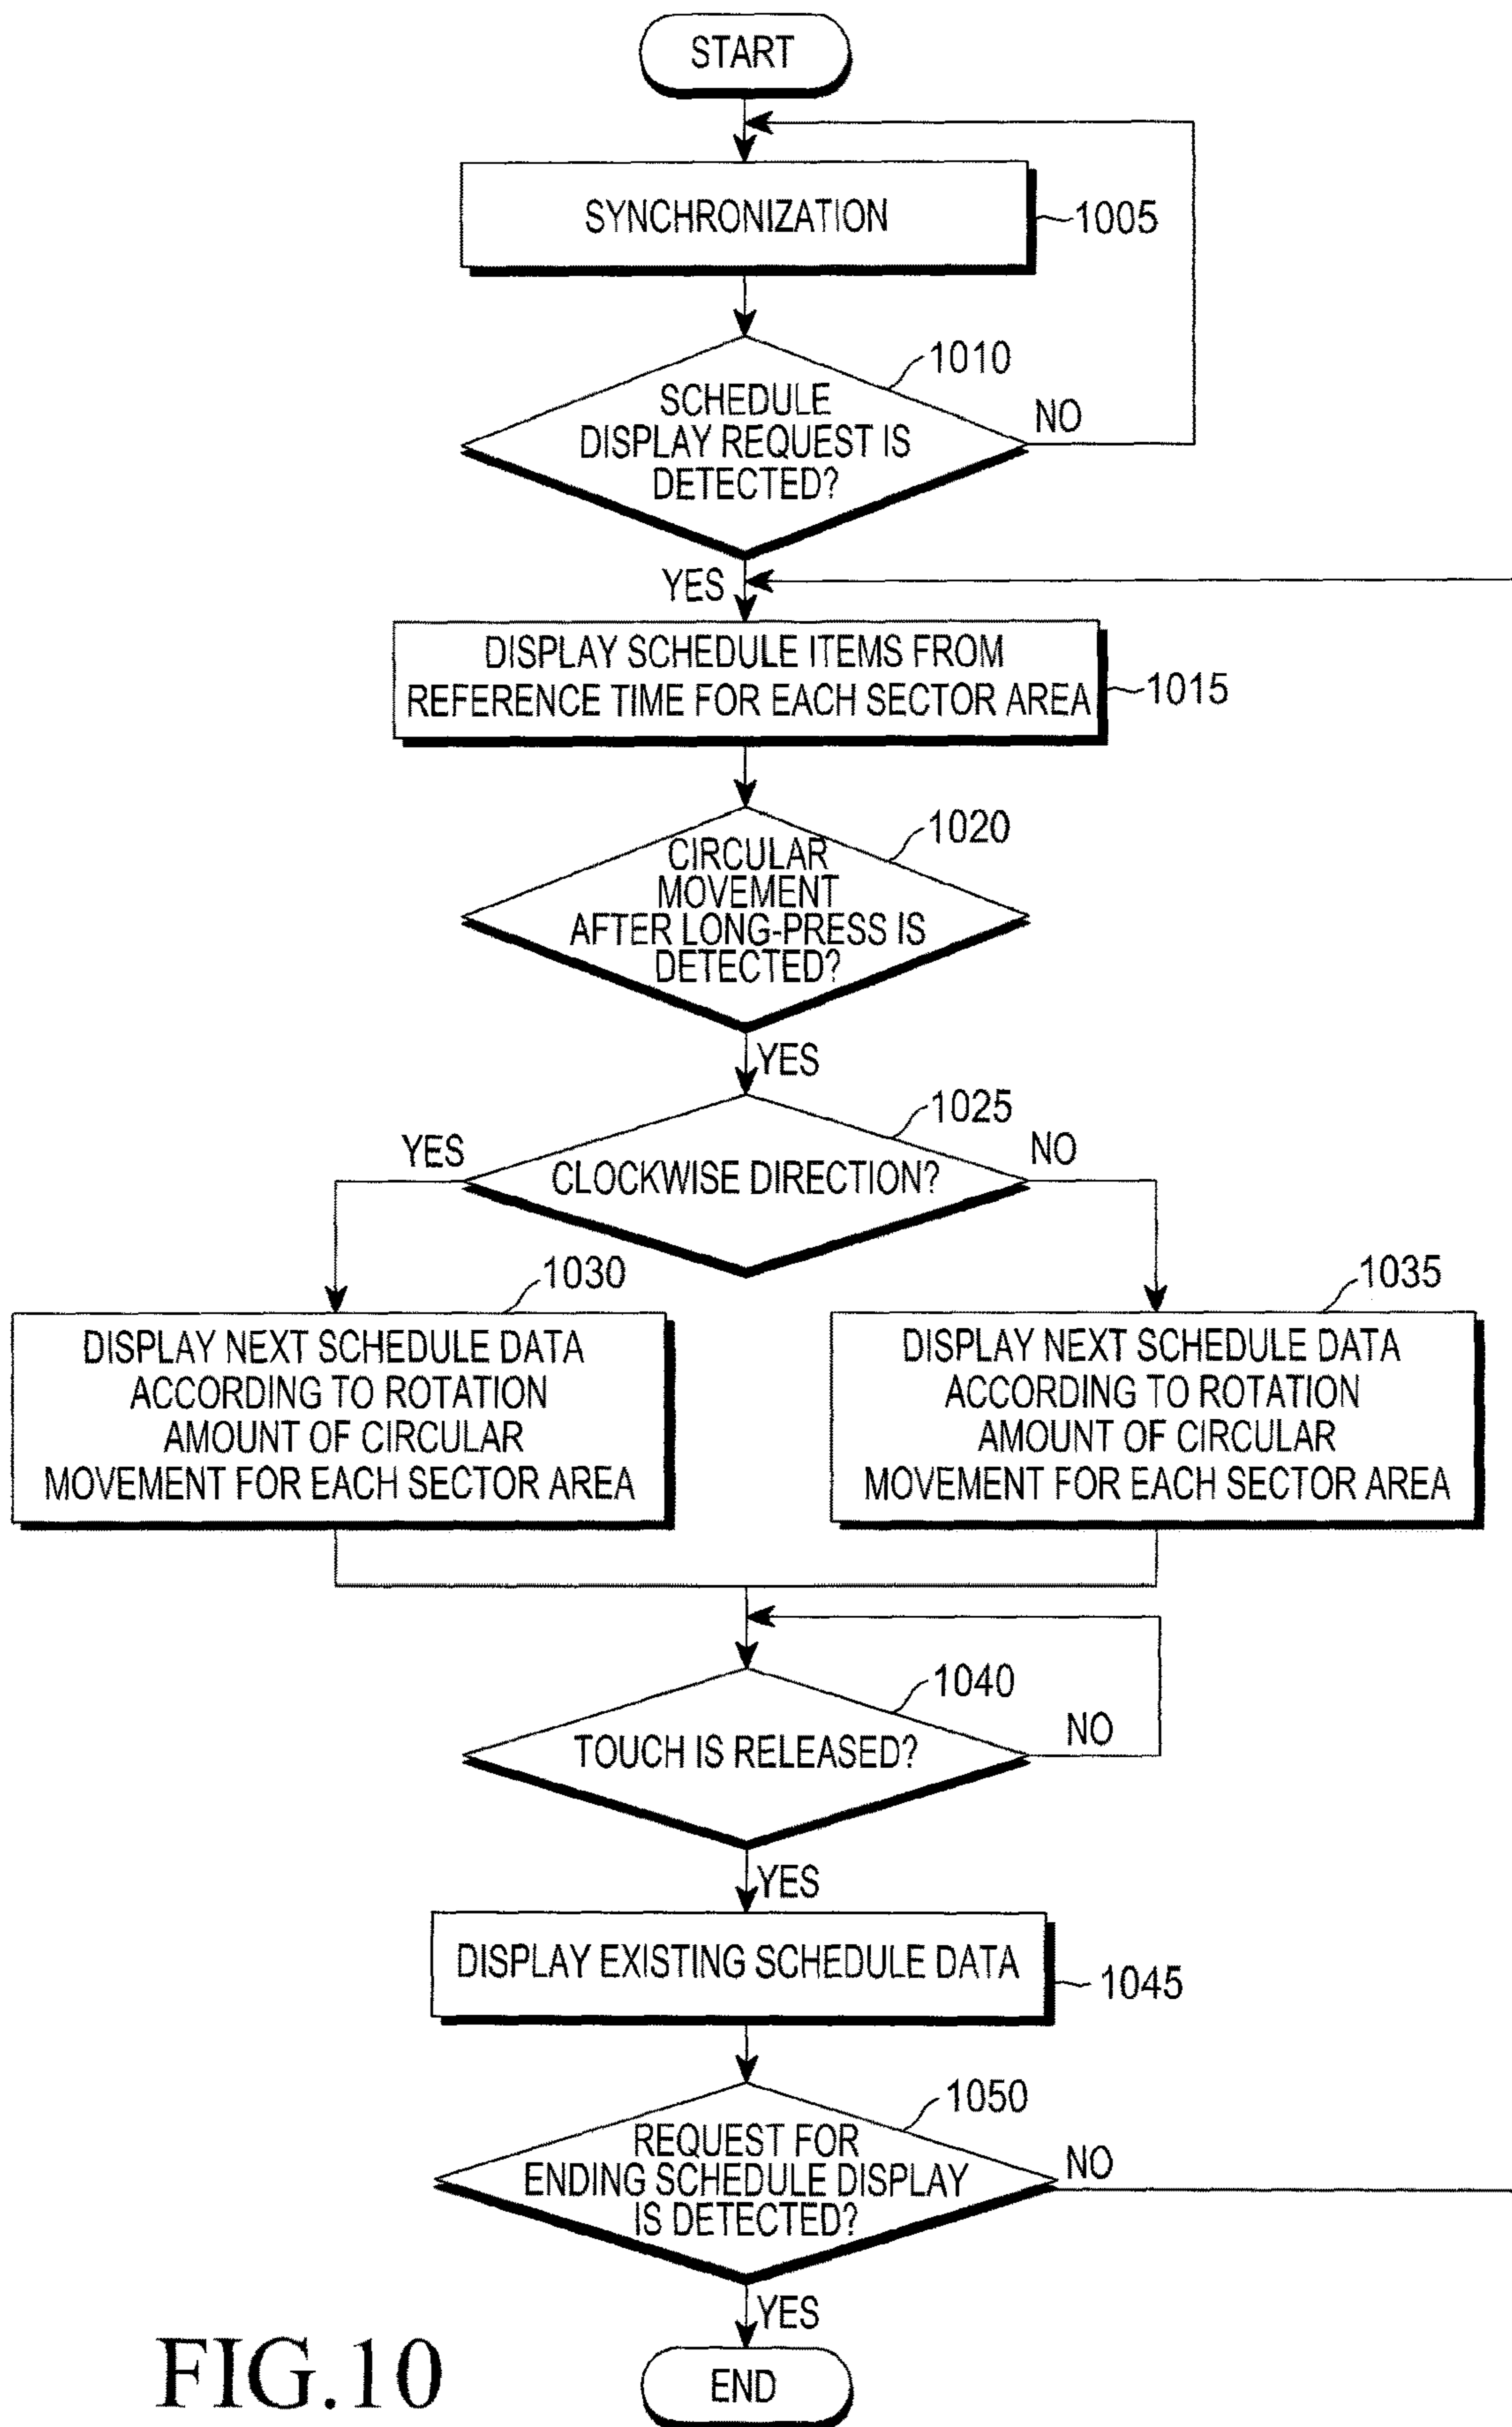 START
SYNCHRONIZATION
1005
1010
SCHEDULE
DISPLAY REQUEST IS
DETECTED?
NO
YES
DISPLAY SCHEDULE ITEMS FROM
REFERENCE TIME FOR EACH SECTOR AREA
1015
1020
CIRCULAR
MOVEMENT
AFTER LONG-PRESS IS
DETECTED?
YES
1025
YES
CLOCKWISE DIRECTION?
NO
1030
DISPLAY NEXT SCHEDULE DATA
ACCORDING TO ROTATION
AMOUNT OF CIRCULAR
MOVEMENT FOR EACH SECTOR AREA
1035
DISPLAY NEXT SCHEDULE DATA
ACCORDING TO ROTATION
AMOUNT OF CIRCULAR
MOVEMENT FOR EACH SECTOR AREA
1040
TOUCH IS RELEASED?
NO
YES
DISPLAY EXISTING SCHEDULE DATA
1045
1050
REQUEST FOR
ENDING SCHEDULE DISPLAY
IS DETECTED?
NO
YES
END
FIG.10